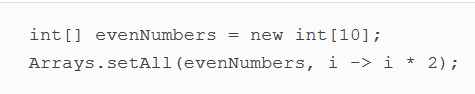 int[] evenNumbers = new int[10];
Arrays.setAll(evenNumbers, i -> i * 2);